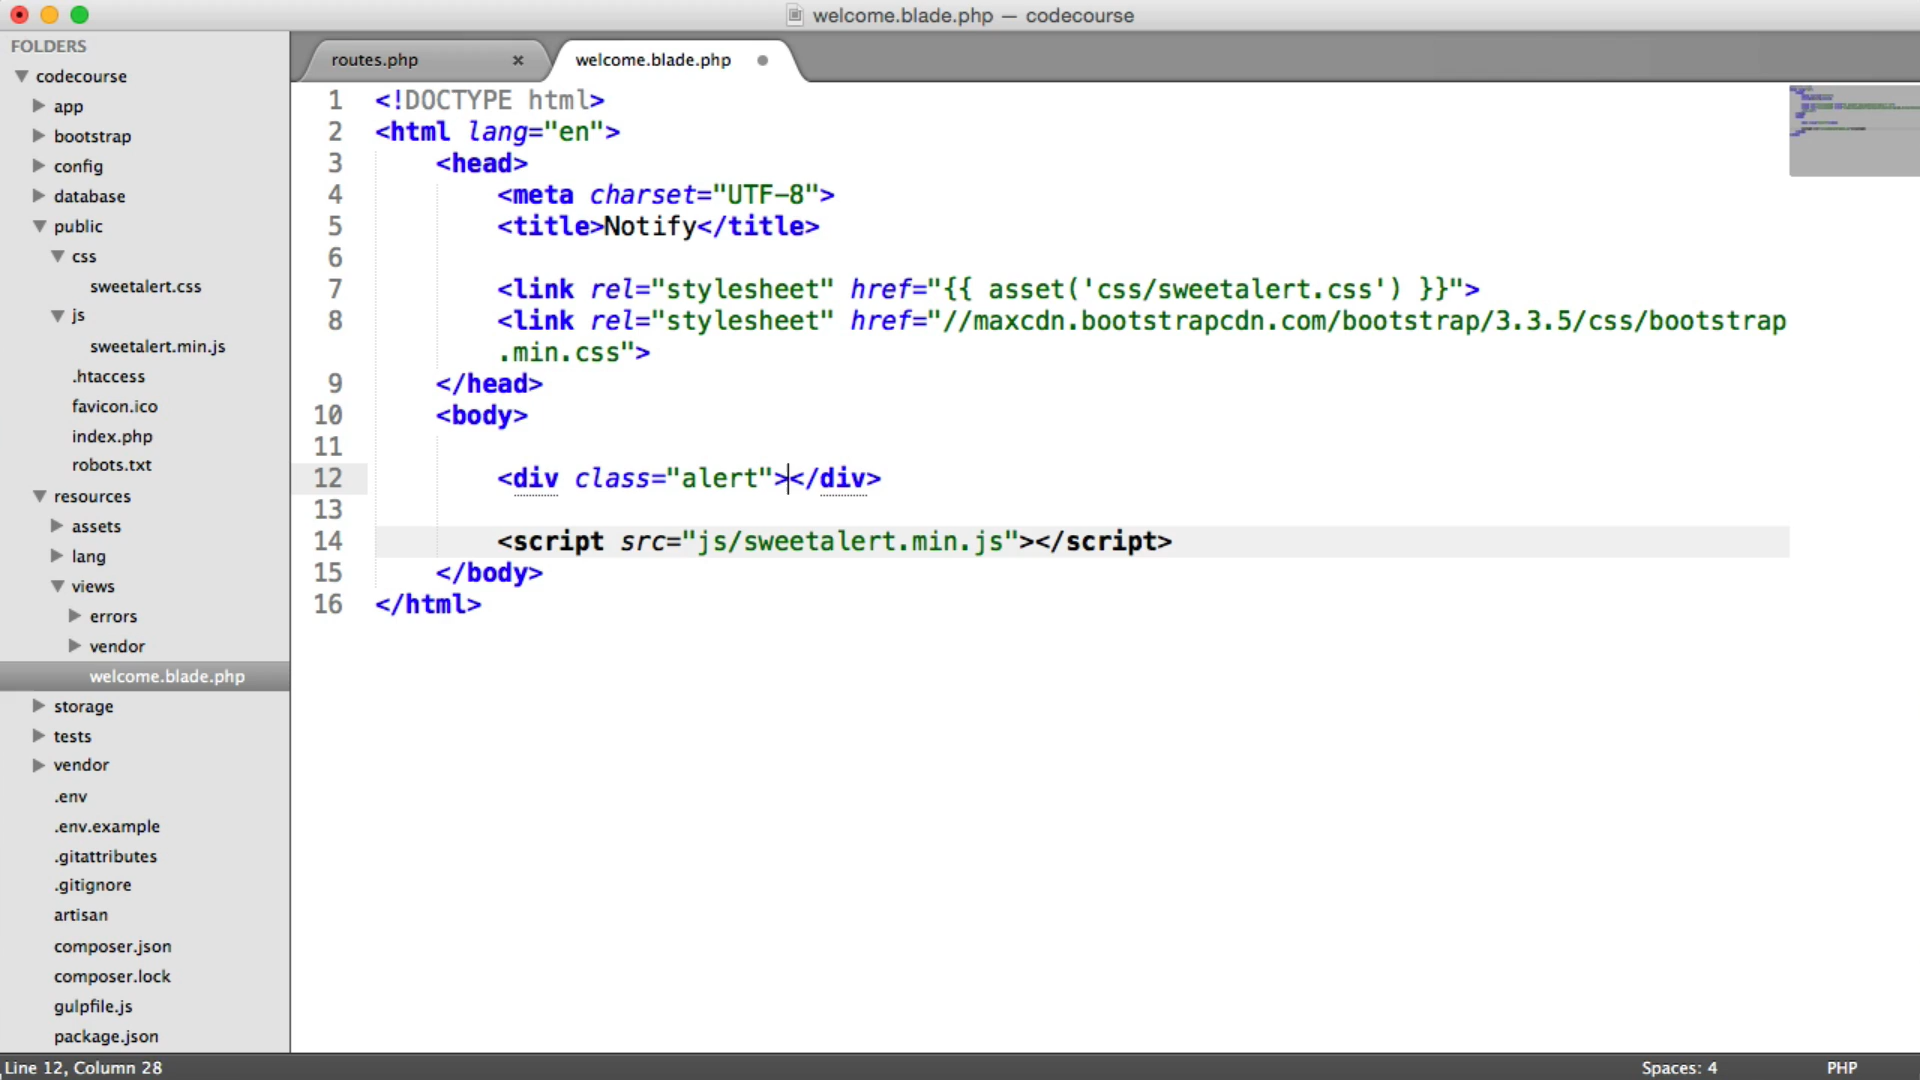 welcome.blade.php — codecourse
FOLDERS
codecourse
app
bootstrap
config
database
public
css
sweetalert.css
js
sweetalert.min.js
.htaccess
favicon.ico
index.php
robots.txt
resources
assets
lang
views
errors
vendor
welcome.blade.php
storage
tests
vendor
.env
.env.example
.gitattributes
.gitignore
artisan
composer.json
composer.lock
gulpfile.js
package.json
routes.php × welcome.blade.php
1 <!DOCTYPE html>
2 <html lang="en">
3 <head>
4 <meta charset="UTF-8">
5 <title>Notify</title>
6
7 <link rel="stylesheet" href="{{ asset('css/sweetalert.css') }}">
8 <link rel="stylesheet" href="//maxcdn.bootstrapcdn.com/bootstrap/3.3.5/css/bootstrap
.min.css">
9 </head>
10 <body>
11
12 <div class="alert"></div>
13
14 <script src="js/sweetalert.min.js"></script>
15 </body>
16 </html>
Line 12, Column 28
Spaces: 4 PHP